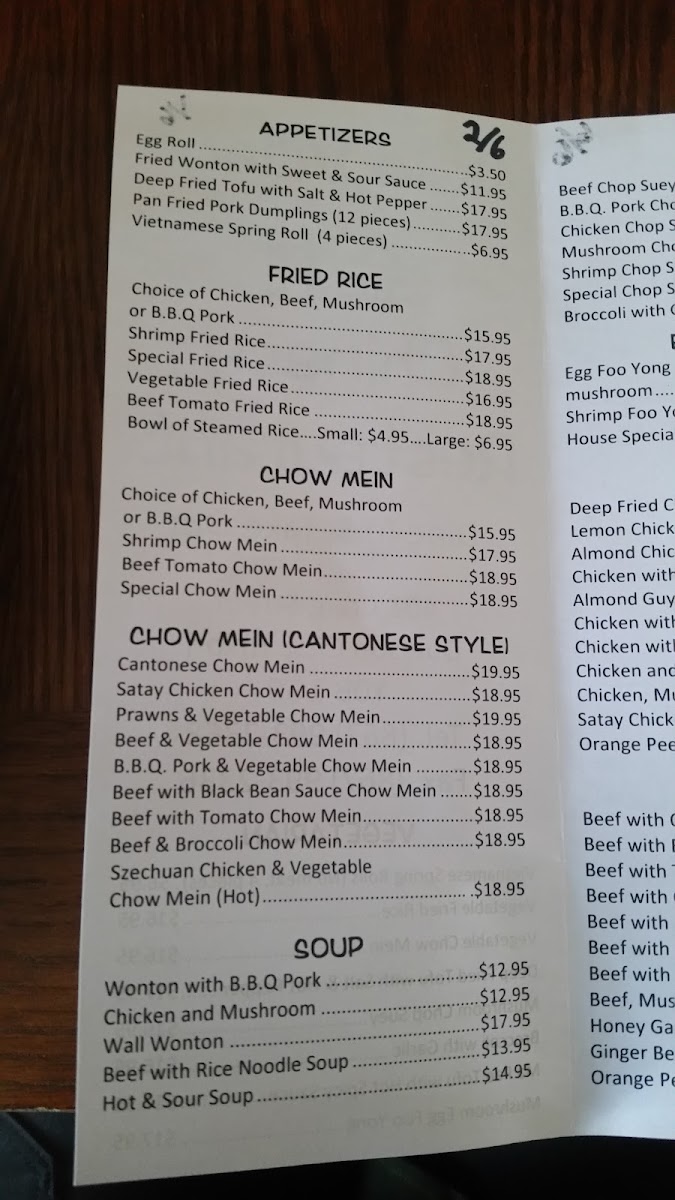 APPETIZERS
2/6
Egg Roll ..................................................$3.50
Fried Wonton with Sweet & Sour Sauce .......$11.95
Deep Fried Tofu with Salt & Hot Pepper .......$17.95
Pan Fried Pork Dumplings (12 pieces)...........$17.95
Vietnamese Spring Roll (4 pieces) ..................$6.95
FRIED RICE
Choice of Chicken, Beef, Mushroom
or B.B.Q Pork ..............................................$15.95
Shrimp Fried Rice.........................................$17.95
Special Fried Rice.........................................$18.95
Vegetable Fried Rice....................................$16.95
Beef Tomato Fried Rice ...............................$18.95
Bowl of Steamed Rice....Small: $4.95....Large: $6.95
CHOW MEIN
Choice of Chicken, Beef, Mushroom
or B.B.Q Pork ..............................................$15.95
Shrimp Chow Mein ......................................$17.95
Beef Tomato Chow Mein.............................$18.95
Special Chow Mein ......................................$18.95
CHOW MEIN (CANTONESE STYLE)
Cantonese Chow Mein ................................$19.95
Satay Chicken Chow Mein ...........................$18.95
Prawns & Vegetable Chow Mein..................$19.95
Beef & Vegetable Chow Mein ......................$18.95
B.B.Q. Pork & Vegetable Chow Mein ...........$18.95
Beef with Black Bean Sauce Chow Mein .......$18.95
Beef with Tomato Chow Mein......................$18.95
Beef & Broccoli Chow Mein..........................$18.95
Szechuan Chicken & Vegetable
Chow Mein (Hot)..........................................$18.95
SOUP
Wonton with B.B.Q Pork .............................$12.95
Chicken and Mushroom ..............................$12.95
Wall Wonton ................................................$17.95
Beef with Rice Noodle Soup ........................$13.95
Hot & Sour Soup..........................................$14.95
Beef Chop Suey
B.B.Q. Pork Cho
Chicken Chop S
Mushroom Cho
Shrimp Chop S
Special Chop S
Broccoli with
Egg Foo Yong
mushroom....
Shrimp Foo Yo
House Specia
Deep Fried C
Lemon Chick
Almond Chic
Chicken with
Almond Guy
Chicken with
Chicken with
Chicken and
Chicken, Mu
Satay Chick
Orange Pee
Beef with
Beef with
Beef with
Beef with
Beef with
Beef with
Beef with
Beef, Mus
Honey Ga
Ginger Be
Orange Pe